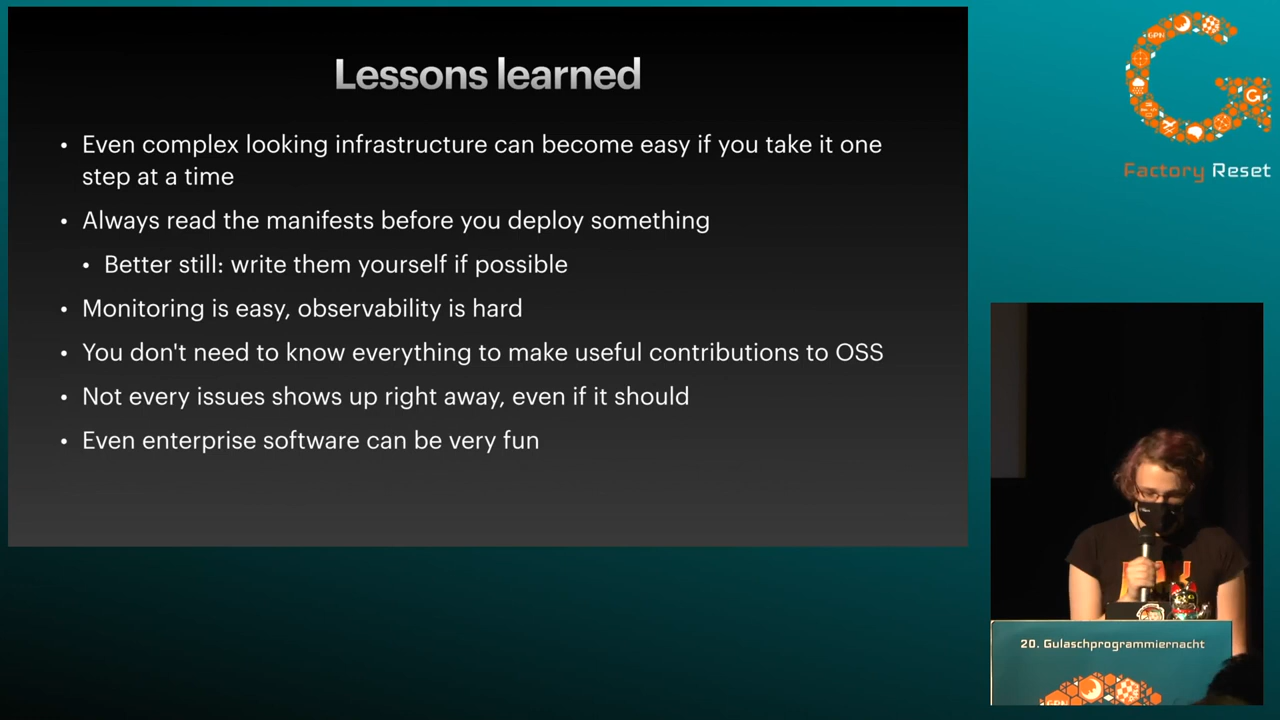 Lessons learned
• Even complex looking infrastructure can become easy if you take it one
step at a time
• Always read the manifests before you deploy something
• Better still: write them yourself if possible
• Monitoring is easy, observability is hard
• You don't need to know everything to make useful contributions to OSS
• Not every issues shows up right away, even if it should
• Even enterprise software can be very fun
GPN
Factory Reset
20. Gulaschprogrammiernacht
GPN